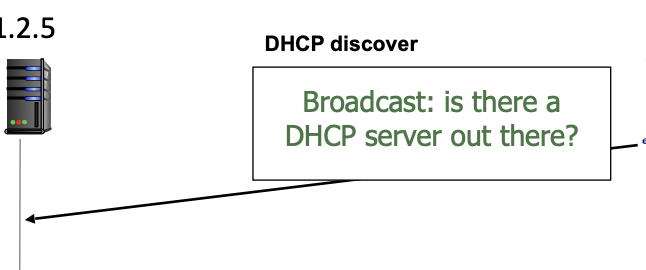 1.2.5
DHCP discover
Broadcast: is there a
DHCP server out there?